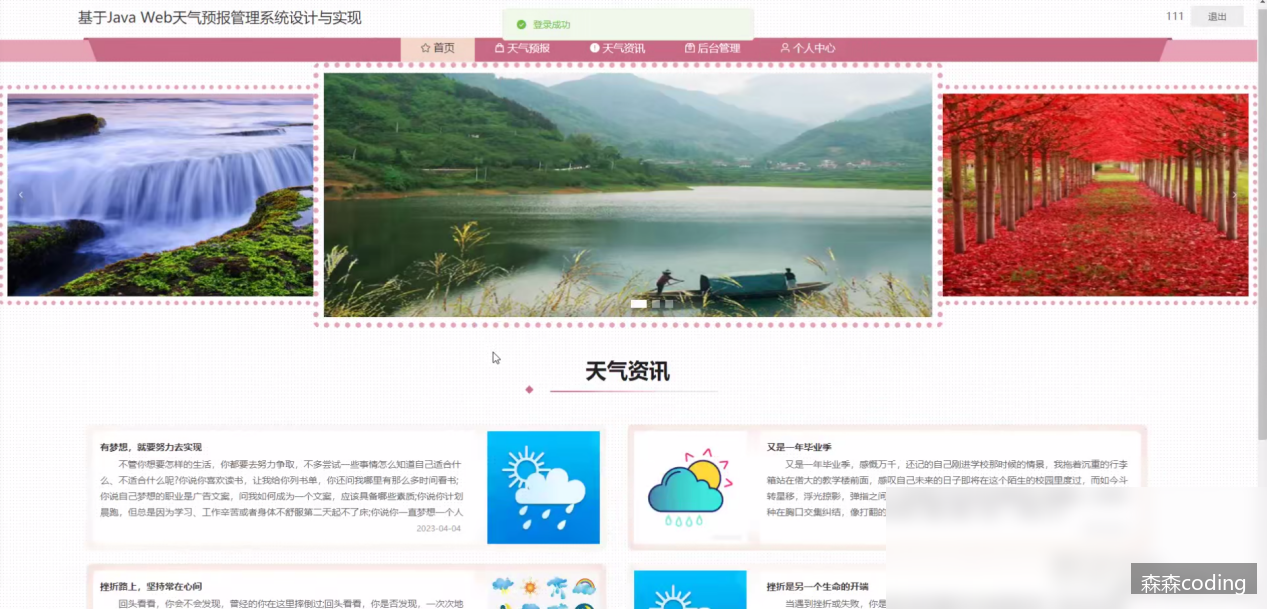 基于Java Web天气预报管理系统设计与实现
登录成功
111
退出
首页
天气预报
天气资讯
后台管理
个人中心
天气资讯
有梦想，就要努力去实现
不管你想要怎样的生活，你都要去努力争取，不多尝试一些事情怎么知道自己适合什
么、不适合什么呢?你说你喜欢读书，让我给你列书单，你还问我哪里有那么多时间看书;
你说自己梦想的职业是广告文案，问我如何成为一个文案，应该具备哪些素质;你说你计划
晨跑，但总是因为学习、工作辛苦或者身体不舒服第二天起不了床;你说你一直梦想一个人
2023-04-04
又是一年毕业季
又是一年毕业季，感慨万千，还记的自己刚进学校那时候的情景，我拖着沉重的行李
箱站在偌大的教学楼前面，感叹自己未来的日子即将在这个陌生的校园里度过，而如今斗
转星移，浮光掠影，弹指之间
种在胸口交集纠结，像打翻的
挫折路上，坚持常在心间
回头看看，你会不会发现，曾经的你在这里摔倒过;回头看看，你是否发现，一次次地
挫折是另一个生命的开端
当遇到挫折或失败，你是
森森coding